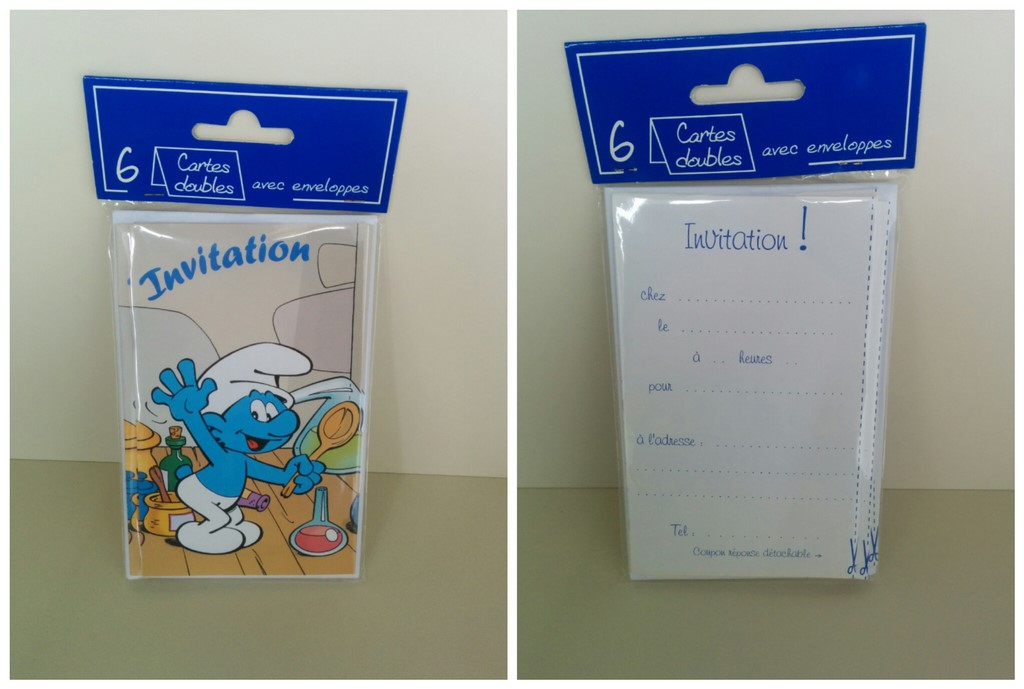 6 Cartes
doubles
avec enveloppes
Invitation
6 Cartes
doubles
avec enveloppes
Invitation !
chez ..............................
le ..........................
à .. heures ..
pour ..........................
à l'adresse : ........................
..........................................
..........................................
Tel : ..........................
Coupon réponse détachable →